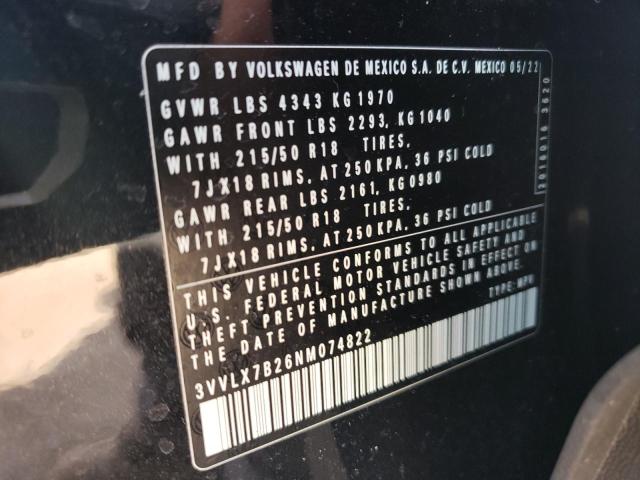 MFD BY VOLKSWAGEN DE MEXICO S.A. DE C.V. MEXICO 05/22
GVWR LBS 4343 KG 1970
GAWR FRONT LBS 2293, KG 1040
WITH 215/50 R18 TIRES,
7JX18 RIMS, AT 250 KPA, 36 PSI COLD
GAWR REAR LBS 2161, KG 0980
WITH 215/50 R18 TIRES,
7JX18 RIMS, AT 250 KPA, 36 PSI COLD
THIS VEHICLE CONFORMS TO ALL APPLICABLE
U.S. FEDERAL MOTOR VEHICLE SAFETY AND
THEFT PREVENTION STANDARDS IN EFFECT ON
THE DATE OF MANUFACTURE SHOWN ABOVE.
3VVLX7B26NM074822
TYPE: MPV
2016016 3620